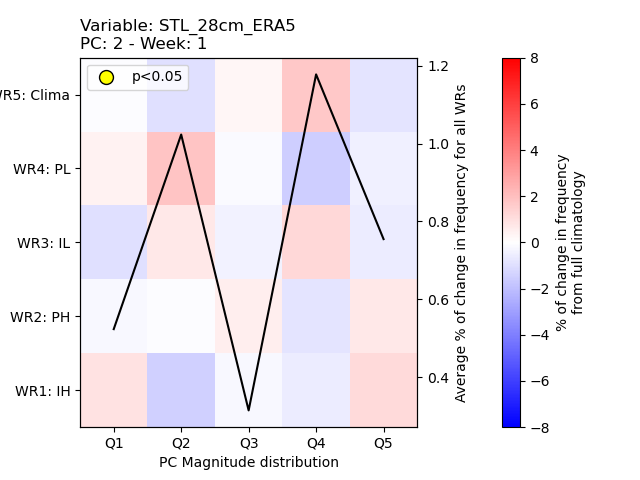 Variable: STL_28cm_ERA5
PC: 2 - Week: 1
p<0.05
WR5: Clima
WR4: PL
WR3: IL
WR2: PH
WR1: IH
Q1 Q2 Q3 Q4 Q5
PC Magnitude distribution
1.2
1.0
0.8
0.6
0.4
Average % of change in frequency for all WRs
8
6
4
2
0
−2
−4
−6
−8
% of change in frequency
from full climatology